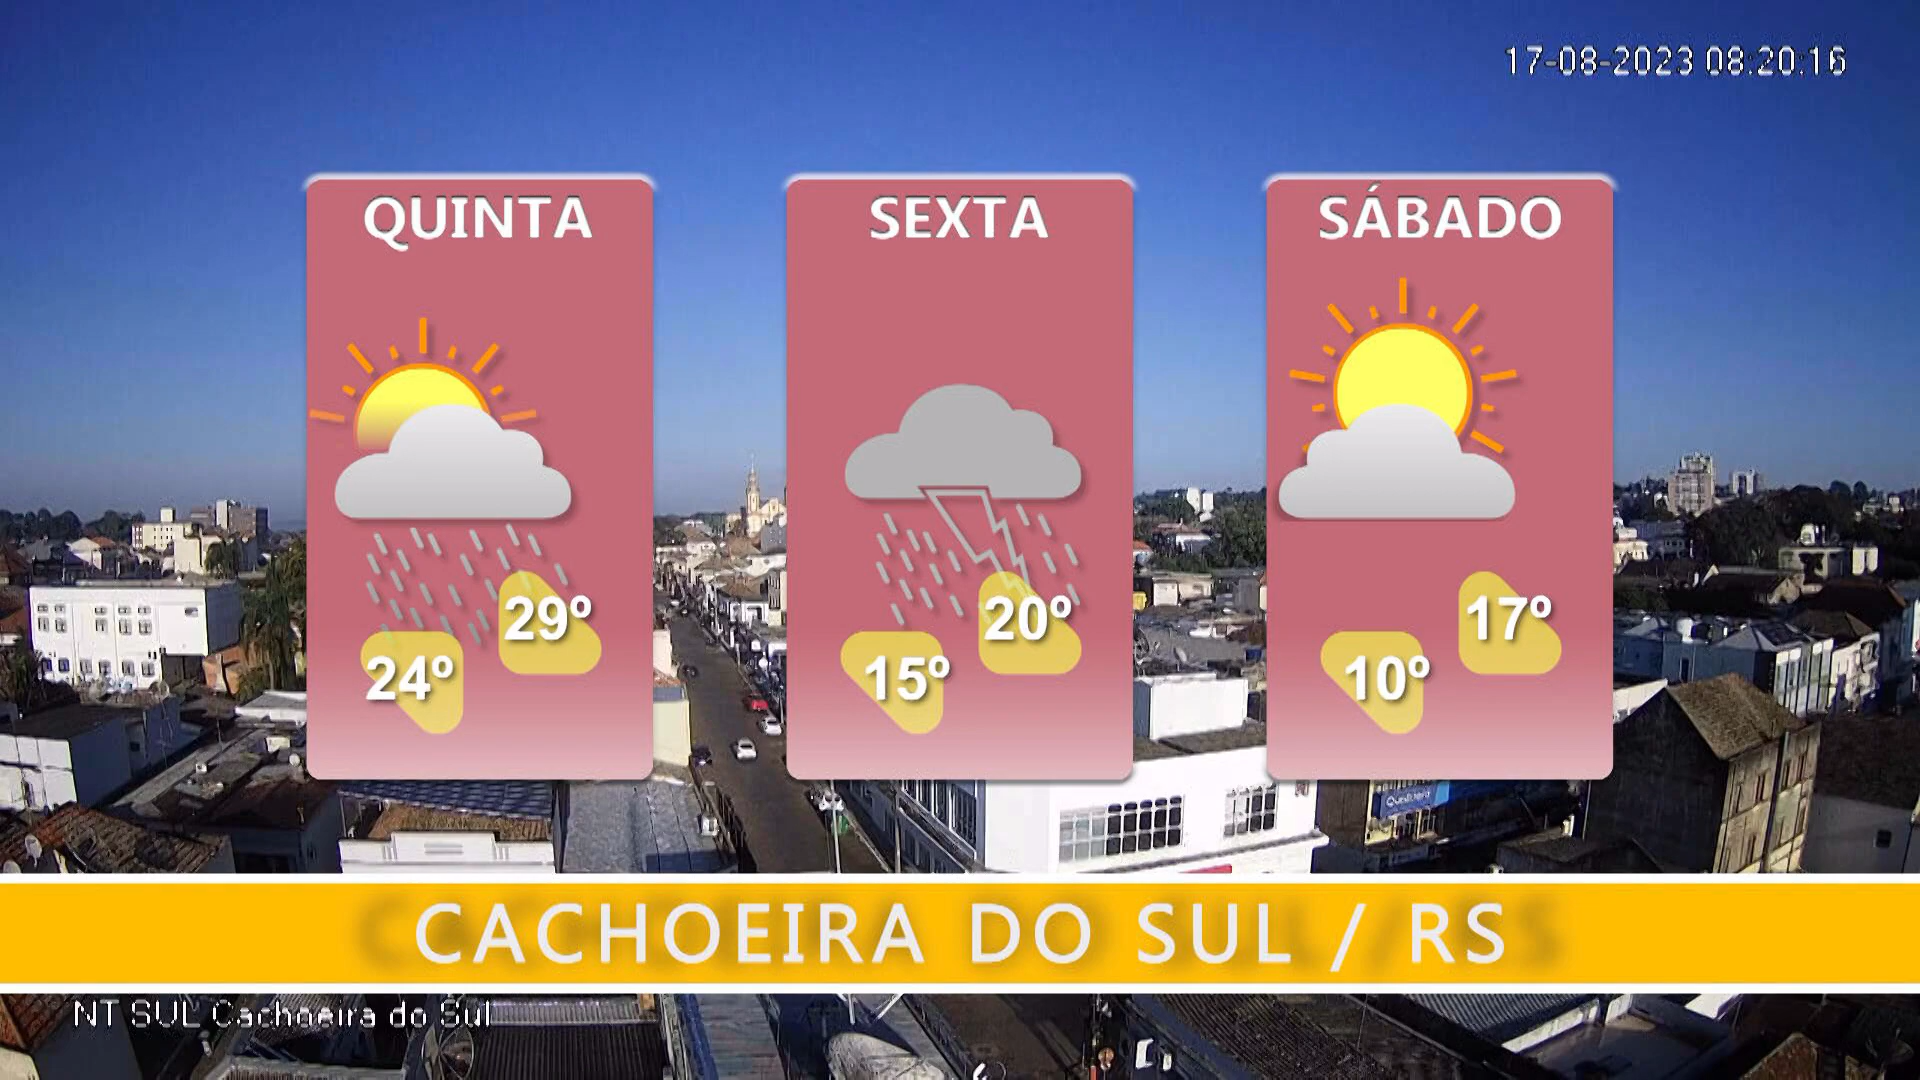 17-08-2023 08:20:16
QUINTA
SEXTA
SÁBADO
29º
24º
20º
15º
17º
10º
CACHOEIRA DO SUL / RS
NT SUL Cachoeira do Sul